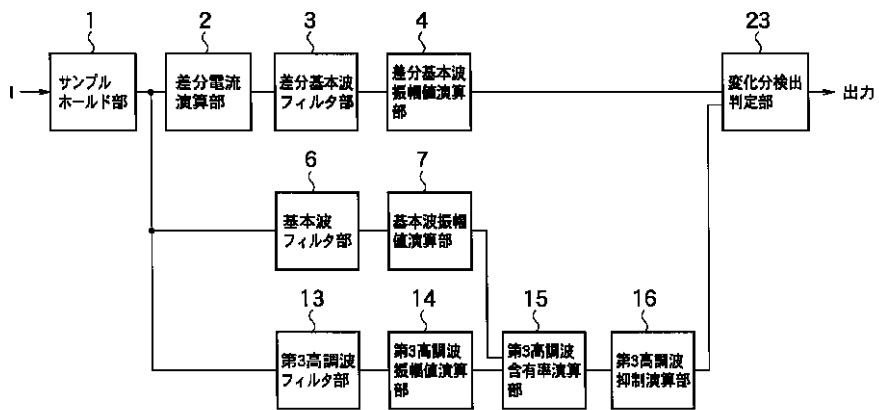 1
サンプル
ホールド部
2
差分電流
演算部
3
差分基本波
フィルタ部
4
差分基本波
振幅値演算部
23
変化分検出
判定部
I
出力
6
基本波
フィルタ部
7
基本波振幅
値演算部
13
第3高調波
フィルタ部
14
第3高調波
振幅値演算
部
15
第3高調波
含有率演算
部
16
第3高調波
抑制演算部